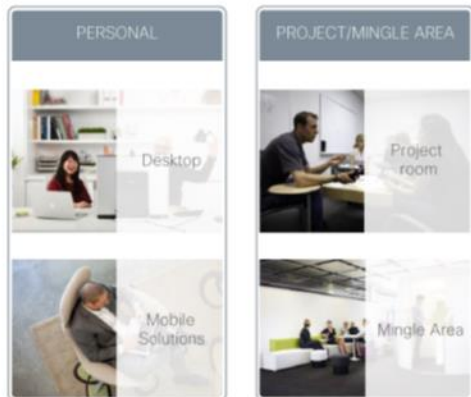 PERSONAL
Desktop
Mobile
Solutions
PROJECT/MINGLE AREA
Project
room
Mingle Area